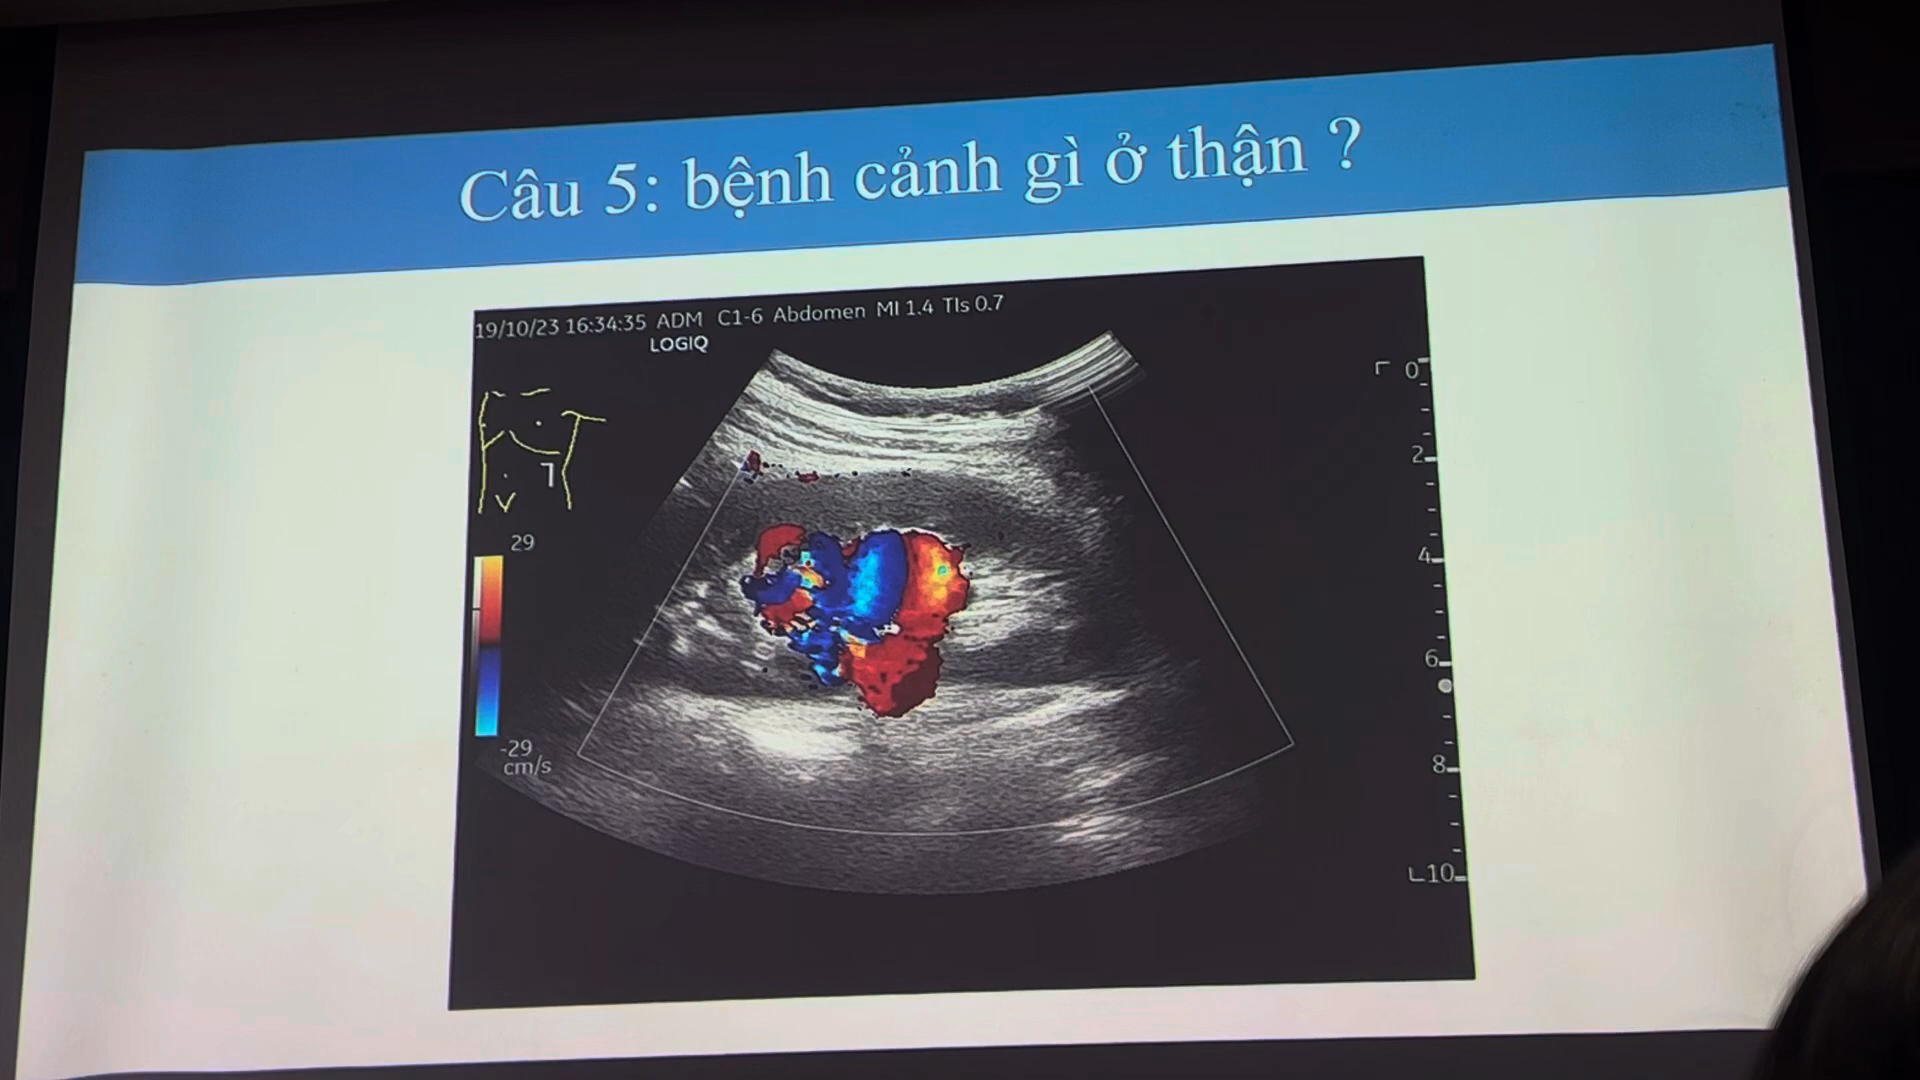 Câu 5: bệnh cảnh gì ở thận ?
19/10/23 16:34:35 ADM C1-6 Abdomen MI 1.4 TIs 0.7
LOGIQ
0
2
29
4
6
-29
cm/s
8
10